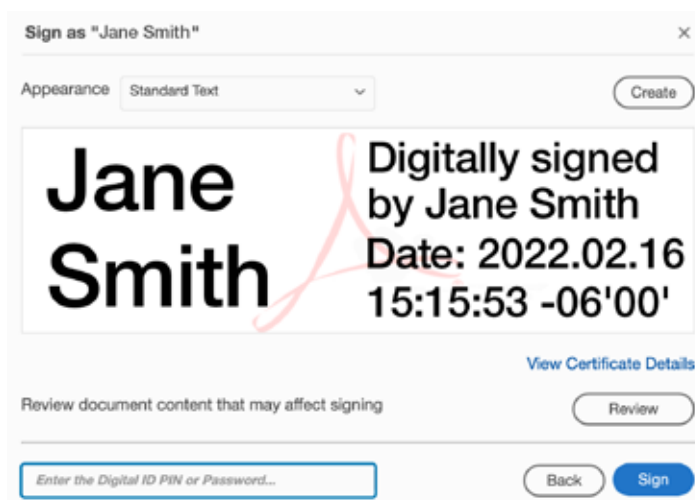 Sign as "Jane Smith" ×
Appearance Standard Text Create
Jane
Smith
Digitally signed
by Jane Smith
Date: 2022.02.16
15:15:53 -06'00'
View Certificate Details
Review document content that may affect signing Review
Enter the Digital ID PIN or Password... Back Sign